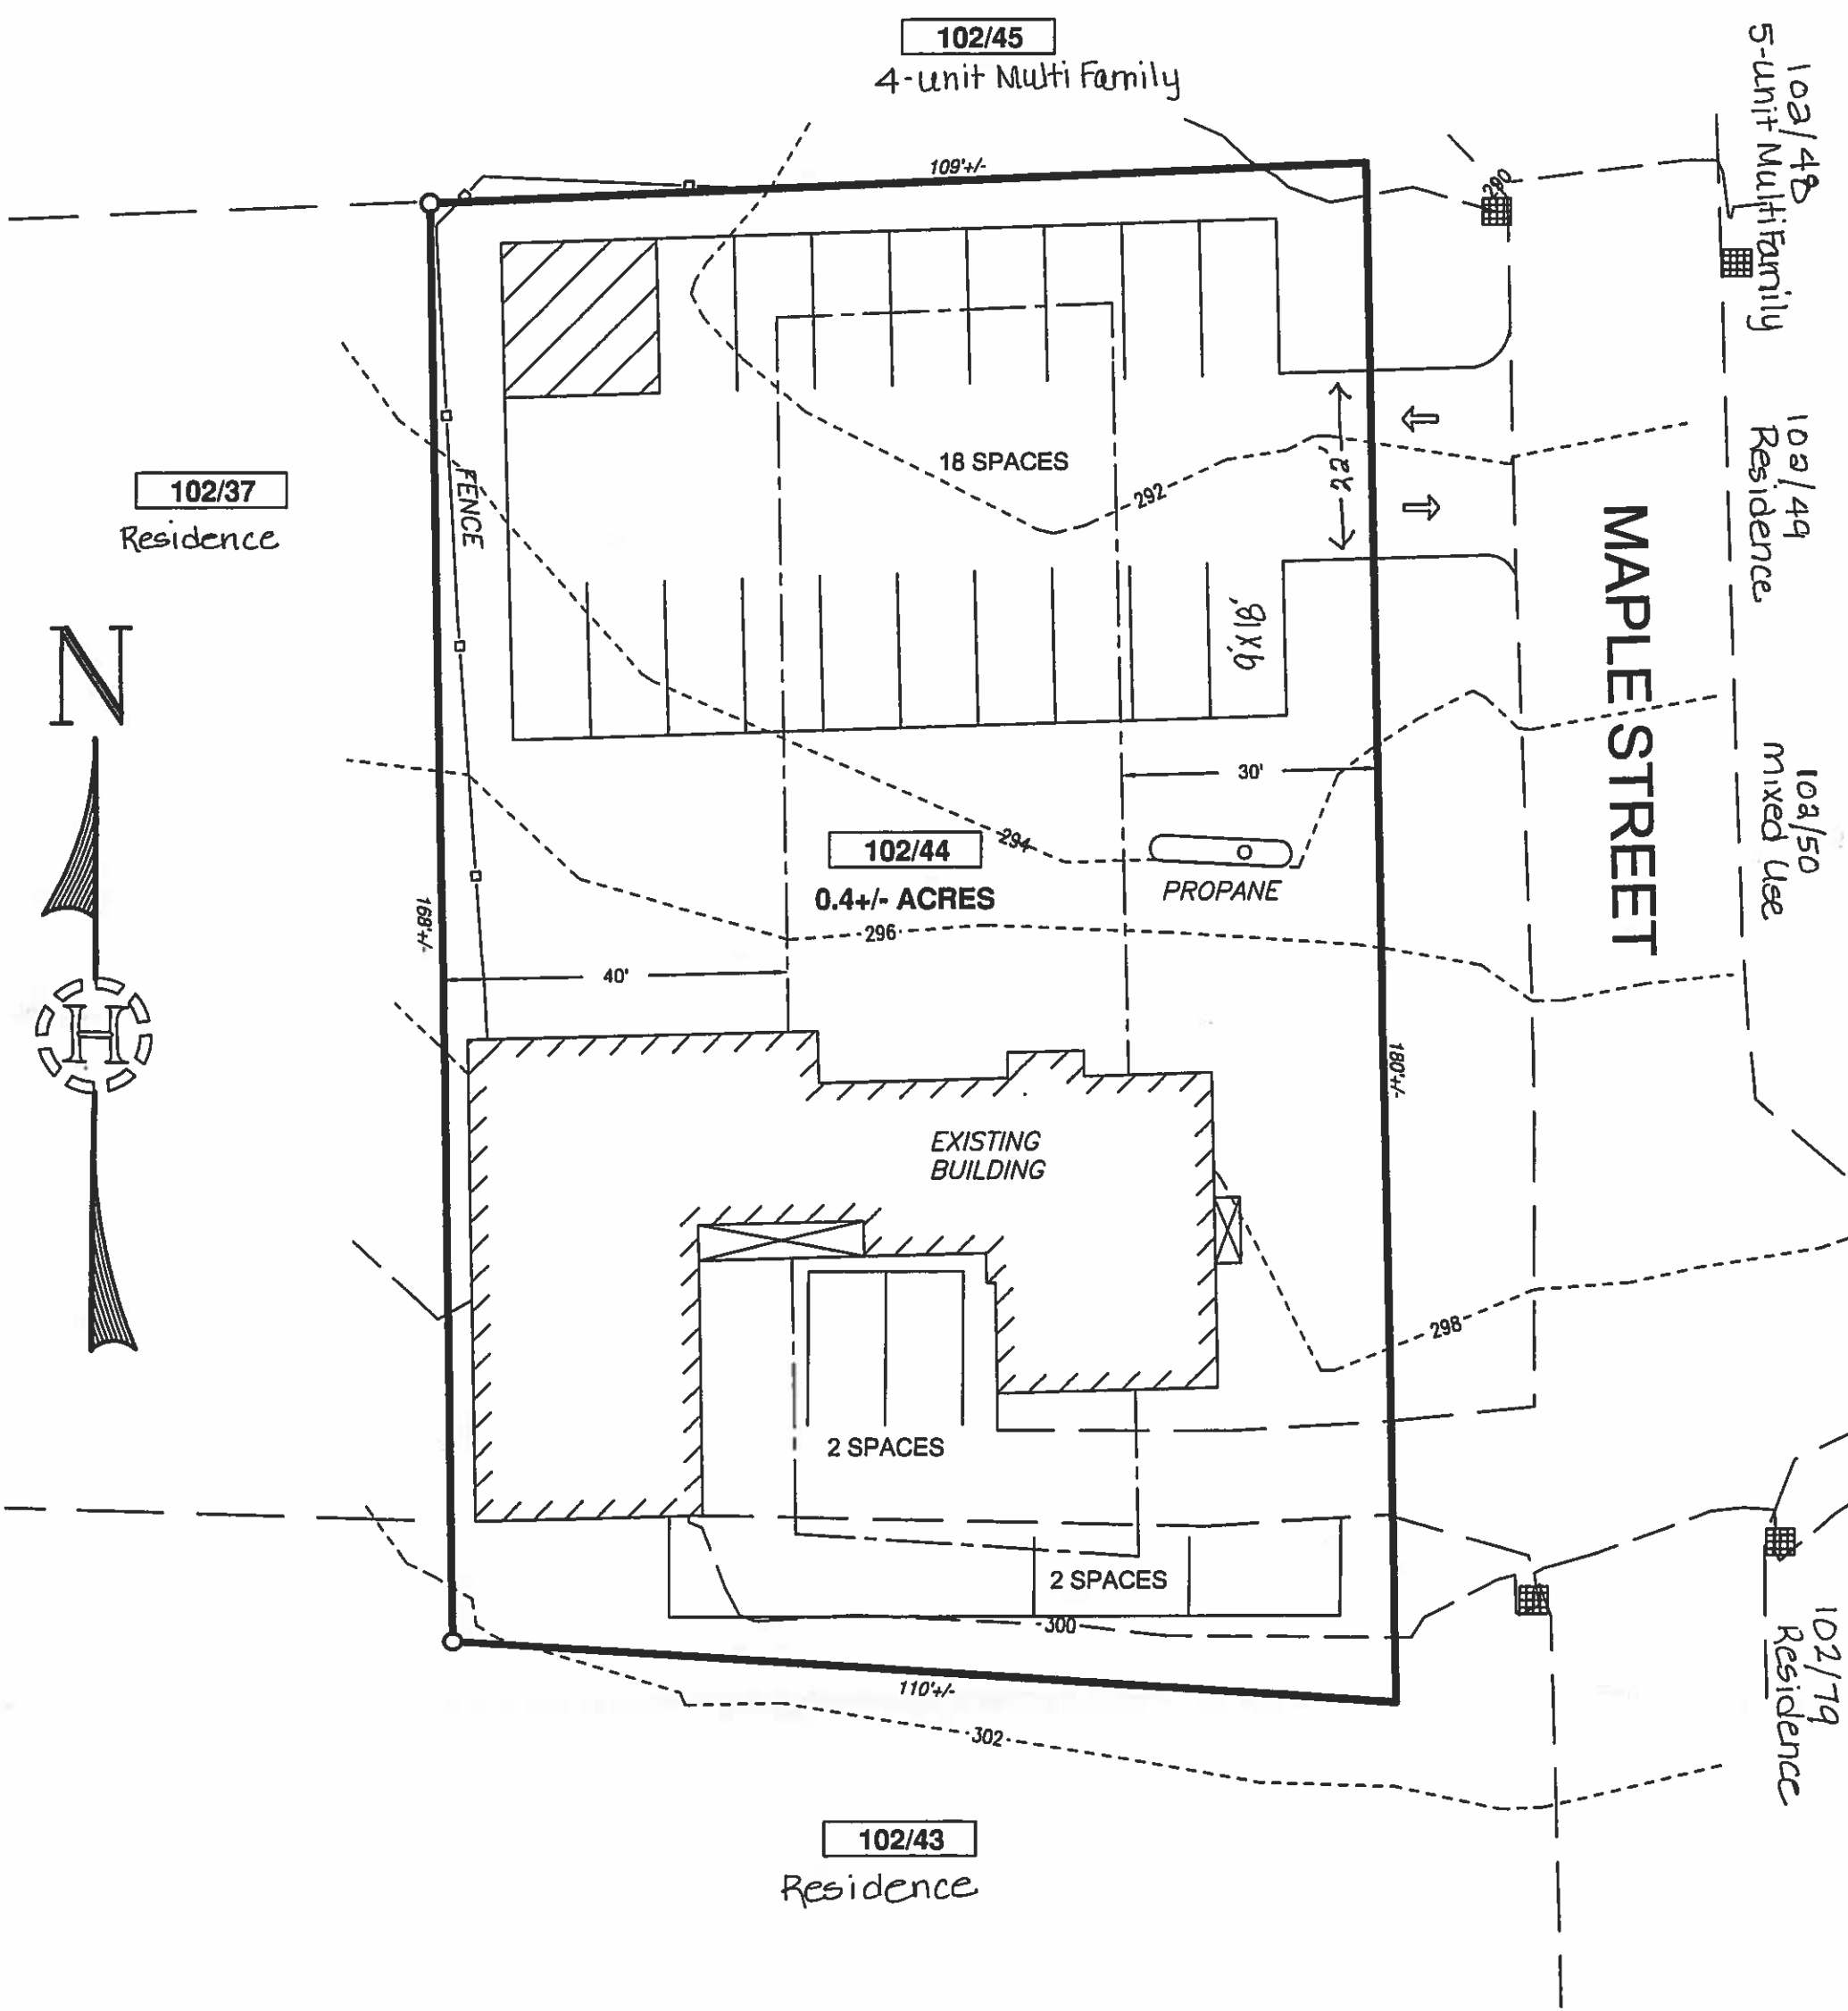 102/45
4-unit Multi Family
102/48
5-unit Multi Family
109'+/-
290
102/37
Residence
FENCE
18 SPACES
292
22'
102/49
Residence
MAPLE STREET
9'x18'
N
30'
102/50
Mixed Use
294
102/44
0.4+/- ACRES
PROPANE
168'+/-
296
40'
H
180'+/-
EXISTING
BUILDING
298
2 SPACES
2 SPACES
300
102/79
Residence
110'+/-
302
102/43
Residence